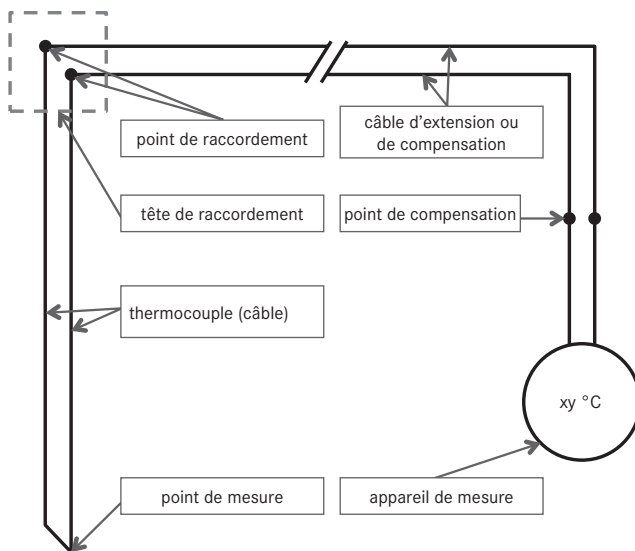 point de raccordement
câble d'extension ou
de compensation
tête de raccordement
point de compensation
thermocouple (câble)
xy °C
point de mesure
appareil de mesure